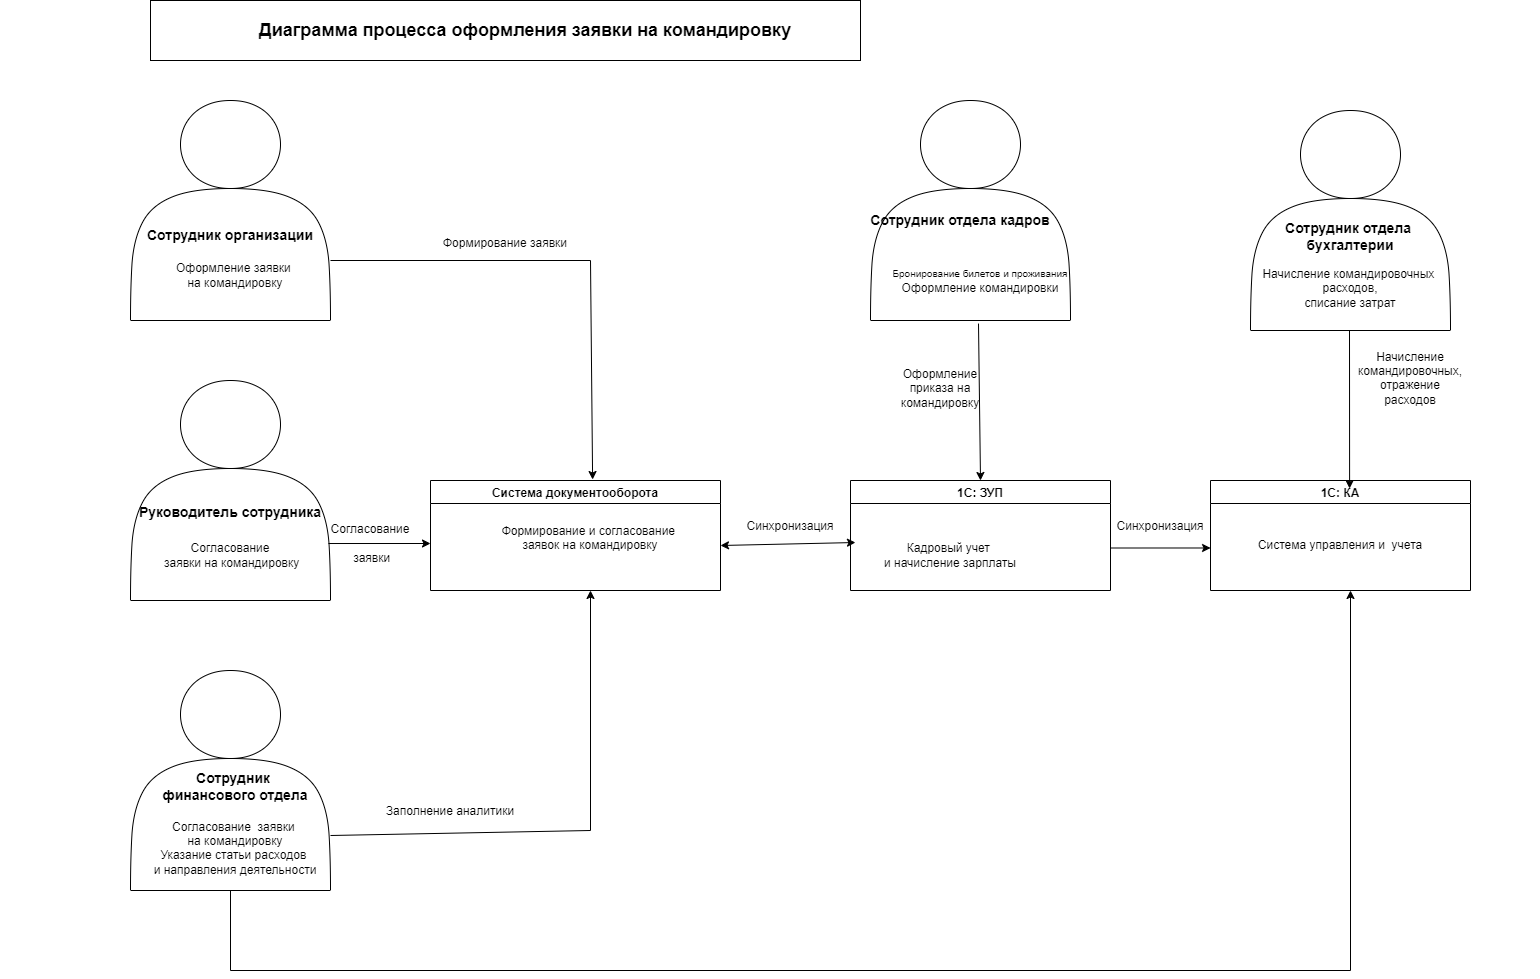 Диаграмма процесса оформления заявки на командировку
Сотрудник организации
Оформление заявки
на командировку
Формирование заявки
Сотрудник отдела кадров
Бронирование билетов и проживания
Оформление командировки
Сотрудник отдела
бухгалтерии
Начисление командировочных
расходов,
списание затрат
Оформление
приказа на
командировку
Начисление
командировочных,
отражение
расходов
Руководитель сотрудника
Согласование
заявки на командировку
Согласование
заявки
Система документооборота
Формирование и согласование
заявок на командировку
Синхронизация
1С: ЗУП
Кадровый учет
и начисление зарплаты
Синхронизация
1С: КА
Система управления и  учета
Сотрудник
финансового отдела
Согласование  заявки
на командировку
Указание статьи расходов
и направления деятельности
Заполнение аналитики